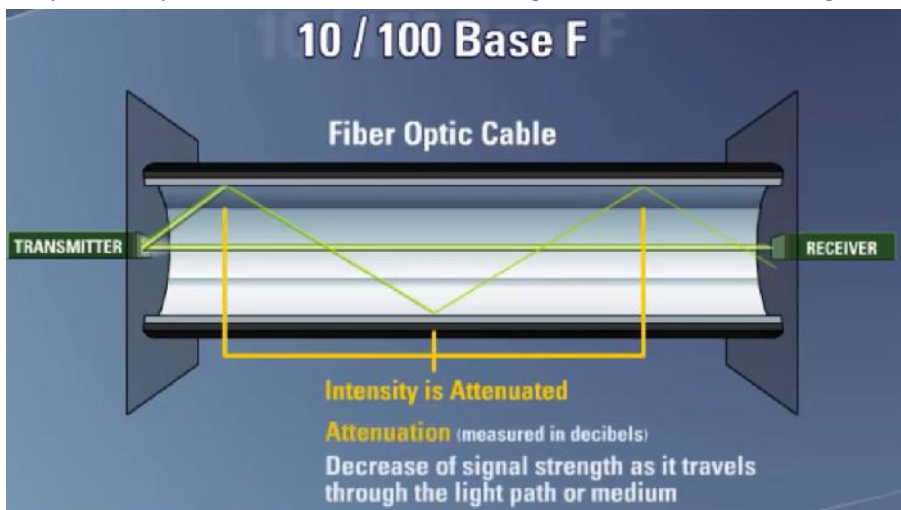 10 / 100 Base F
Fiber Optic Cable
TRANSMITTER
RECEIVER
Intensity is Attenuated
Attenuation (measured in decibels)
Decrease of signal strength as it travels
through the light path or medium